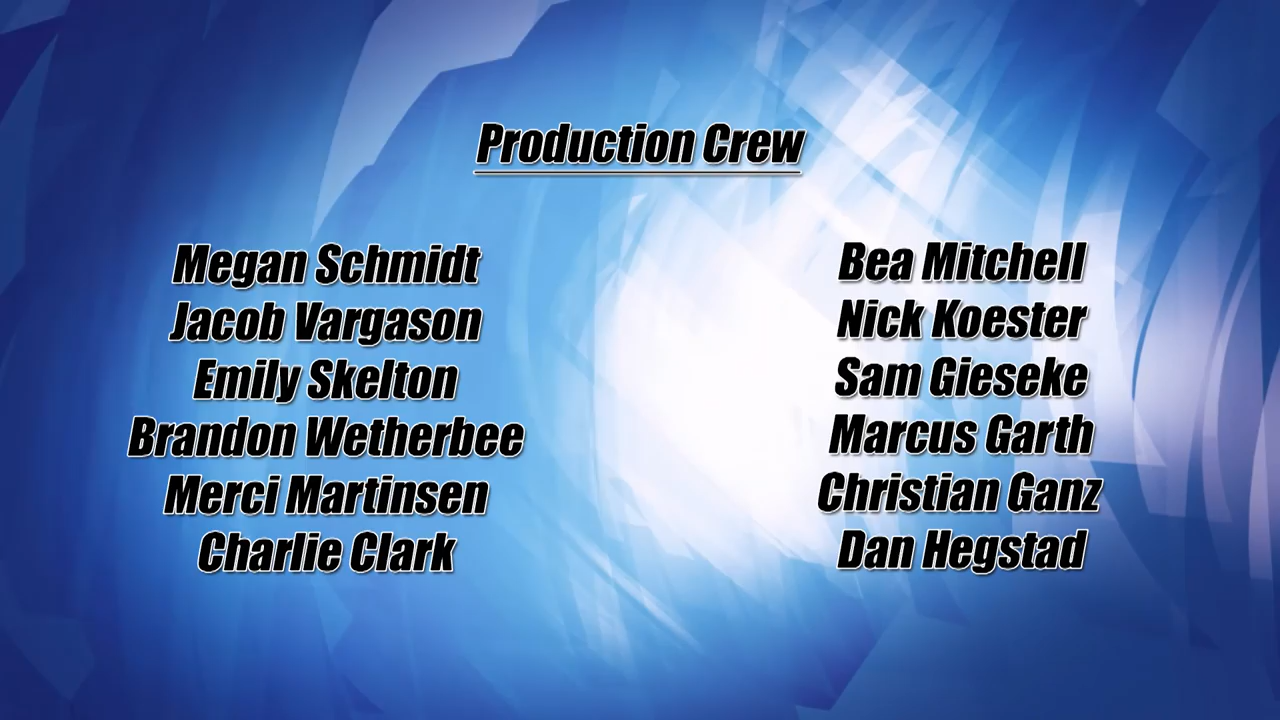 Production Crew
Megan Schmidt
Jacob Vargason
Emily Skelton
Brandon Wetherbee
Merci Martinsen
Charlie Clark
Bea Mitchell
Nick Koester
Sam Gieseke
Marcus Garth
Christian Ganz
Dan Hegstad